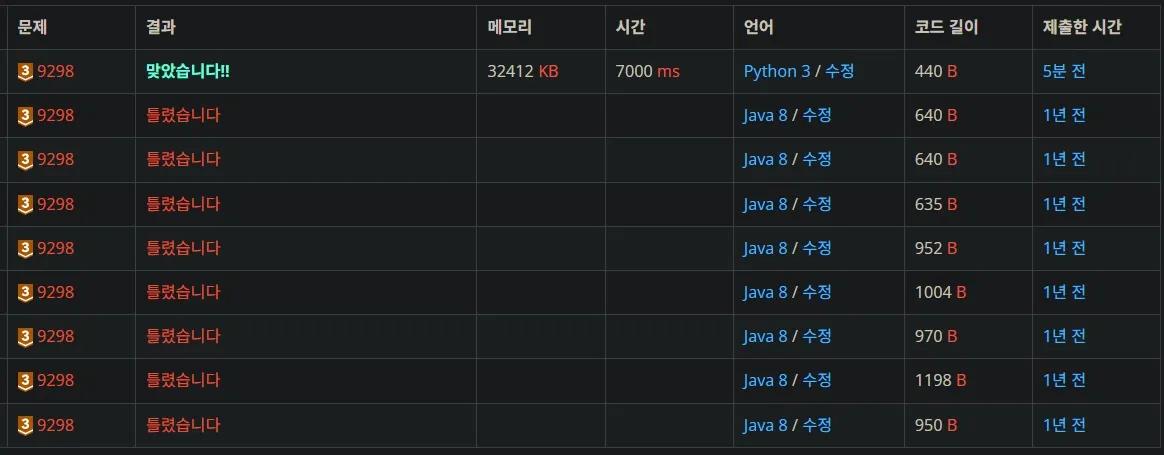 문제 결과 메모리 시간 언어 코드 길이 제출한 시간
3 9298 맞았습니다!! 32412 KB 7000 ms Python 3 / 수정 440 B 5분 전
3 9298 틀렸습니다 Java 8 / 수정 640 B 1년 전
3 9298 틀렸습니다 Java 8 / 수정 640 B 1년 전
3 9298 틀렸습니다 Java 8 / 수정 635 B 1년 전
3 9298 틀렸습니다 Java 8 / 수정 952 B 1년 전
3 9298 틀렸습니다 Java 8 / 수정 1004 B 1년 전
3 9298 틀렸습니다 Java 8 / 수정 970 B 1년 전
3 9298 틀렸습니다 Java 8 / 수정 1198 B 1년 전
3 9298 틀렸습니다 Java 8 / 수정 950 B 1년 전